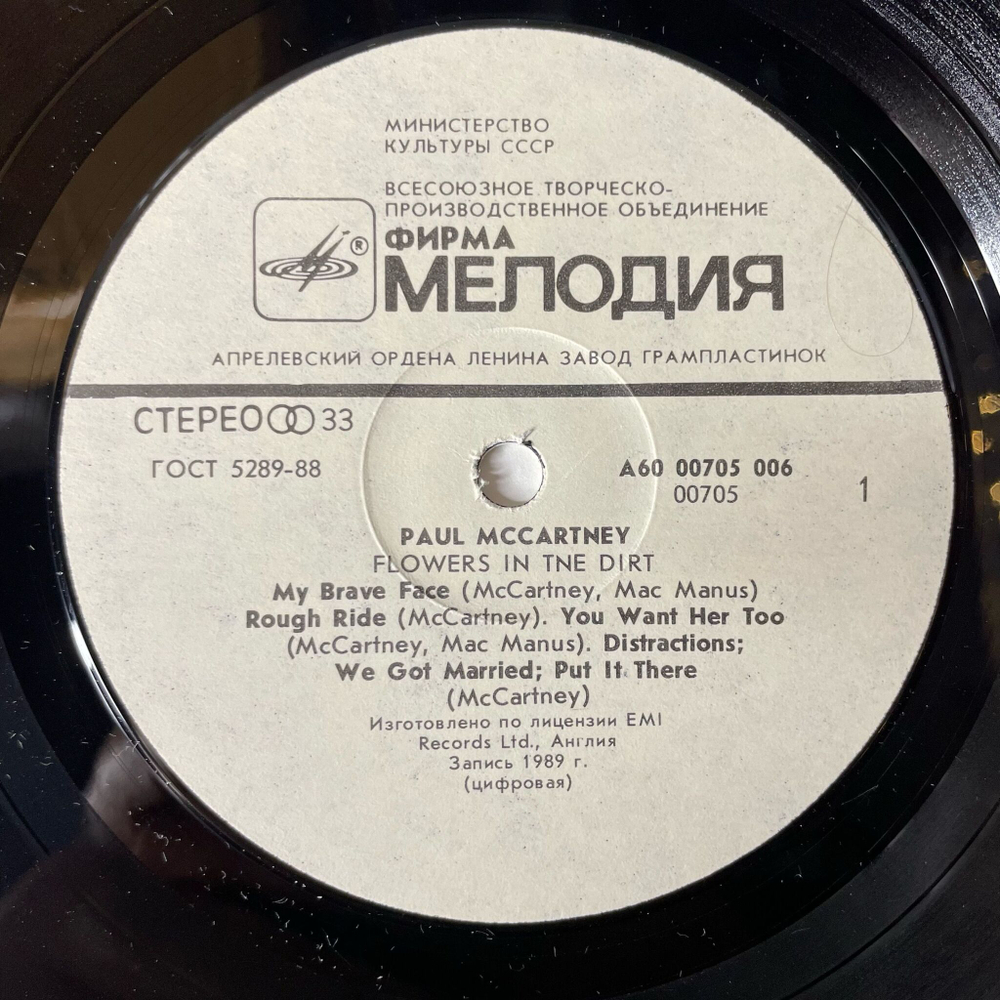 МИНИСТЕРСТВО
КУЛЬТУРЫ СССР
ВСЕСОЮЗНОЕ ТВОРЧЕСКО-
ПРОИЗВОДСТВЕННОЕ ОБЪЕДИНЕНИЕ
ФИРМА
®
МЕЛОДИЯ
АПРЕЛЕВСКИЙ ОРДЕНА ЛЕНИНА ЗАВОД ГРАМПЛАСТИНОК
СТЕРЕО 33
ГОСТ 5289-88
А60 00705 006
00705
1
PAUL MCCARTNEY
FLOWERS IN TNE DIRT
My Brave Face (McCartney, Mac Manus)
Rough Ride (McCartney). You Want Her Too
(McCartney, Mac Manus). Distractions;
We Got Married; Put It There
(McCartney)
Изготовлено по лицензии EMI
Records Ltd., Англия
Запись 1989 г.
(цифровая)